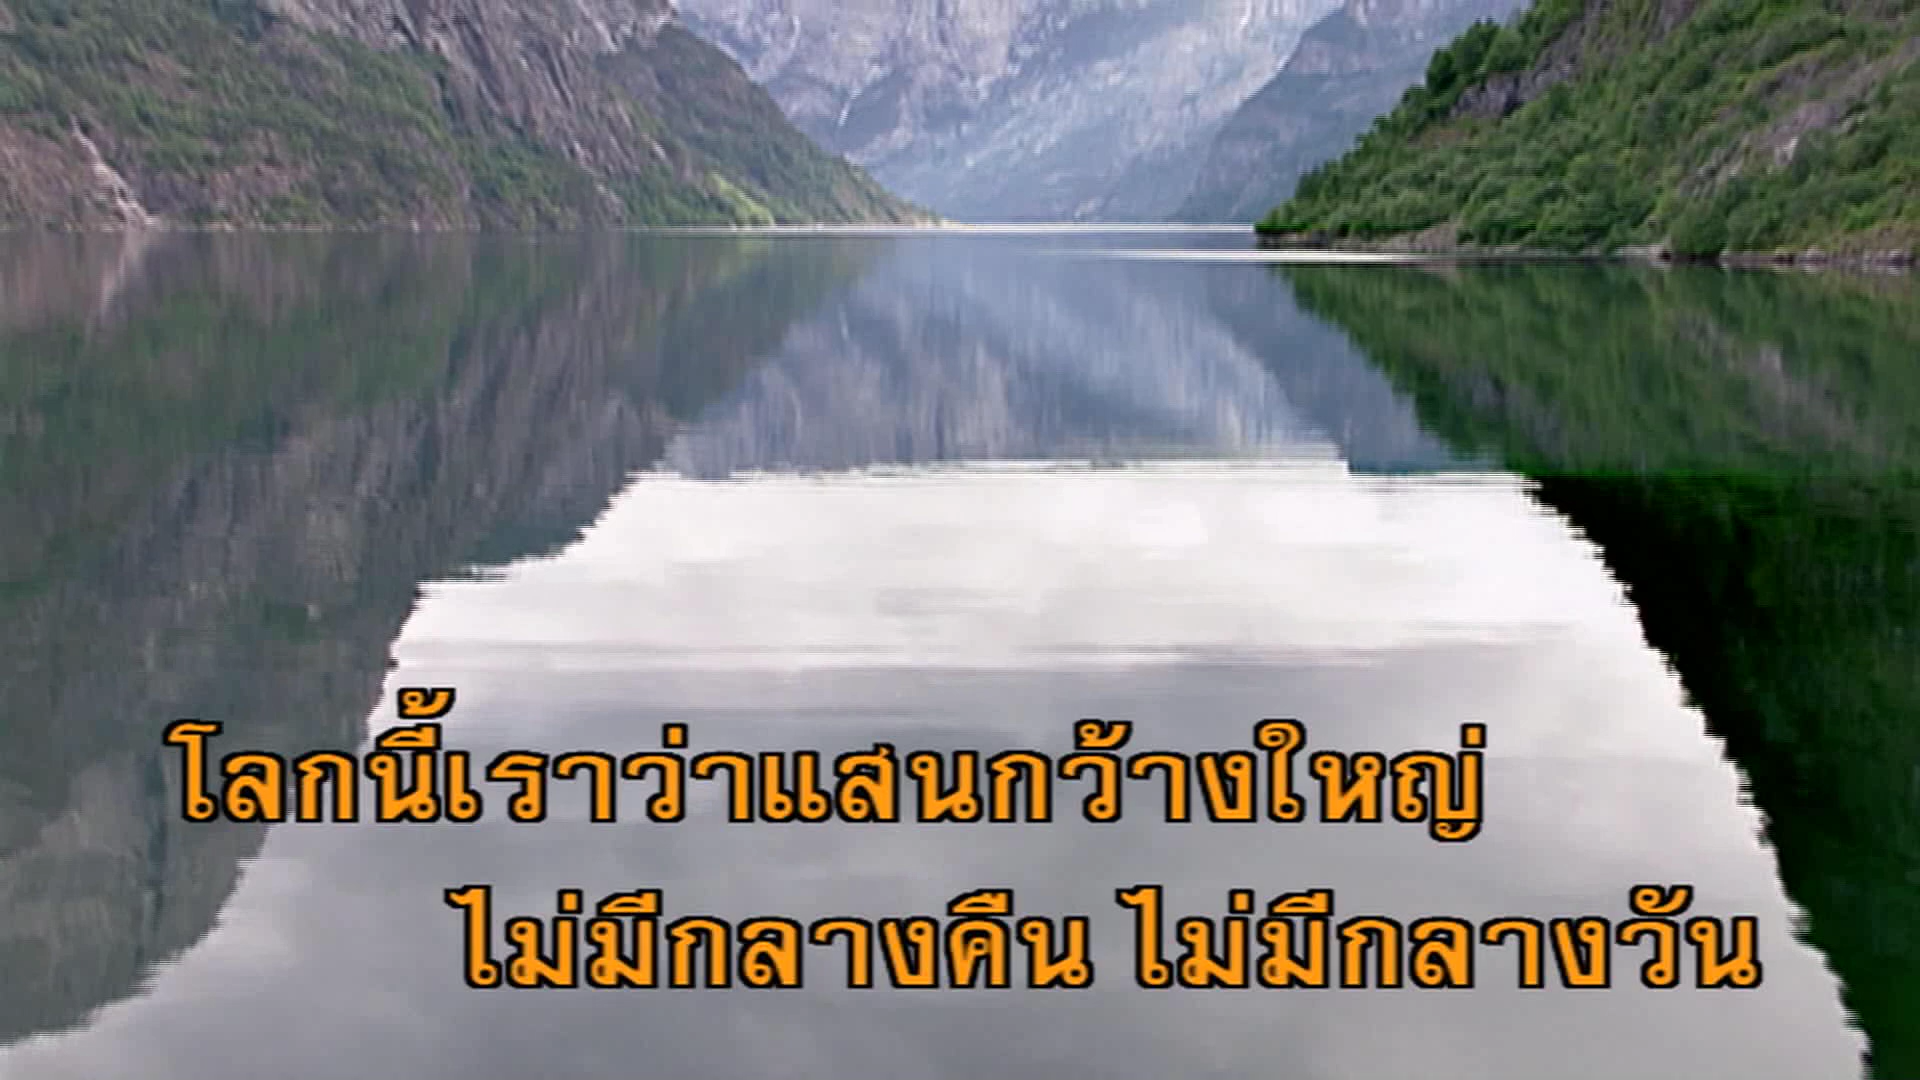 โลกนี้เราว่าแสนกว้างใหญ่
ไม่มีกลางคืน ไม่มีกลางวัน